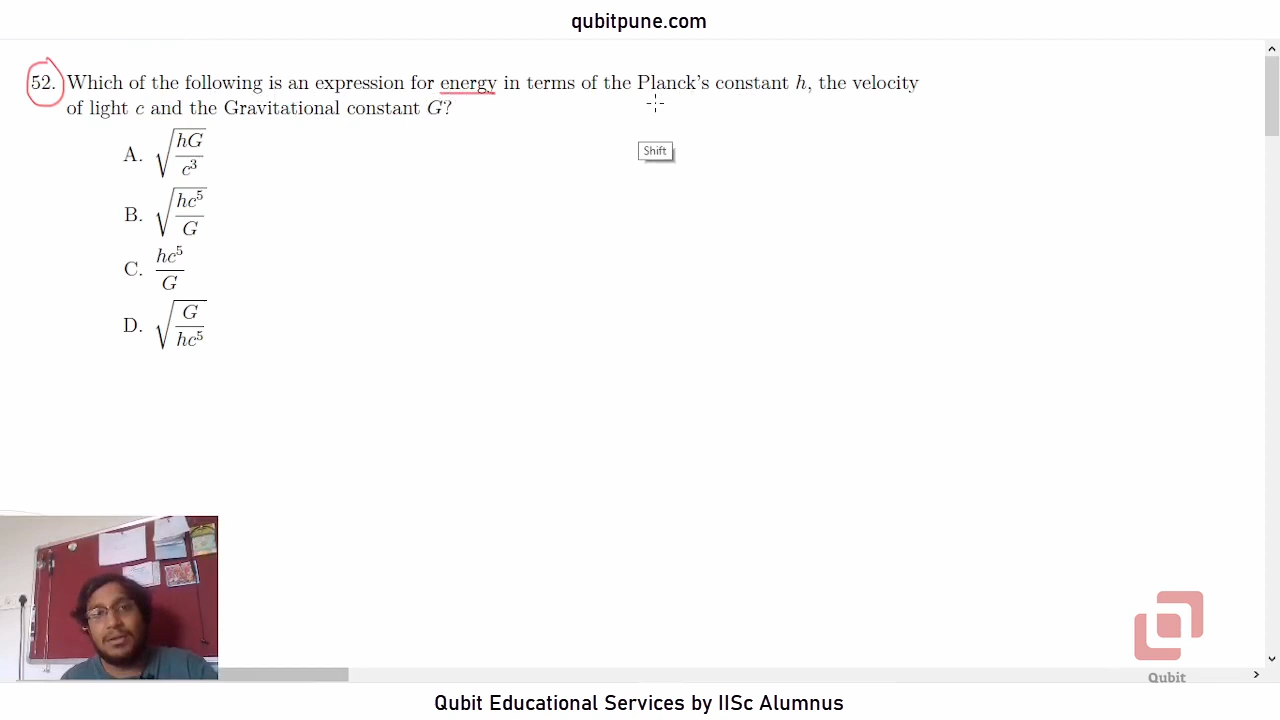 qubitpune.com
52. Which of the following is an expression for energy in terms of the Planck's constant h, the velocity
of light c and the Gravitational constant G?
Shift
A. √(hG/c³)
B. √(hc⁵/G)
C. hc⁵/G
D. √(G/hc⁵)
Qubit
Qubit Educational Services by IISc Alumnus